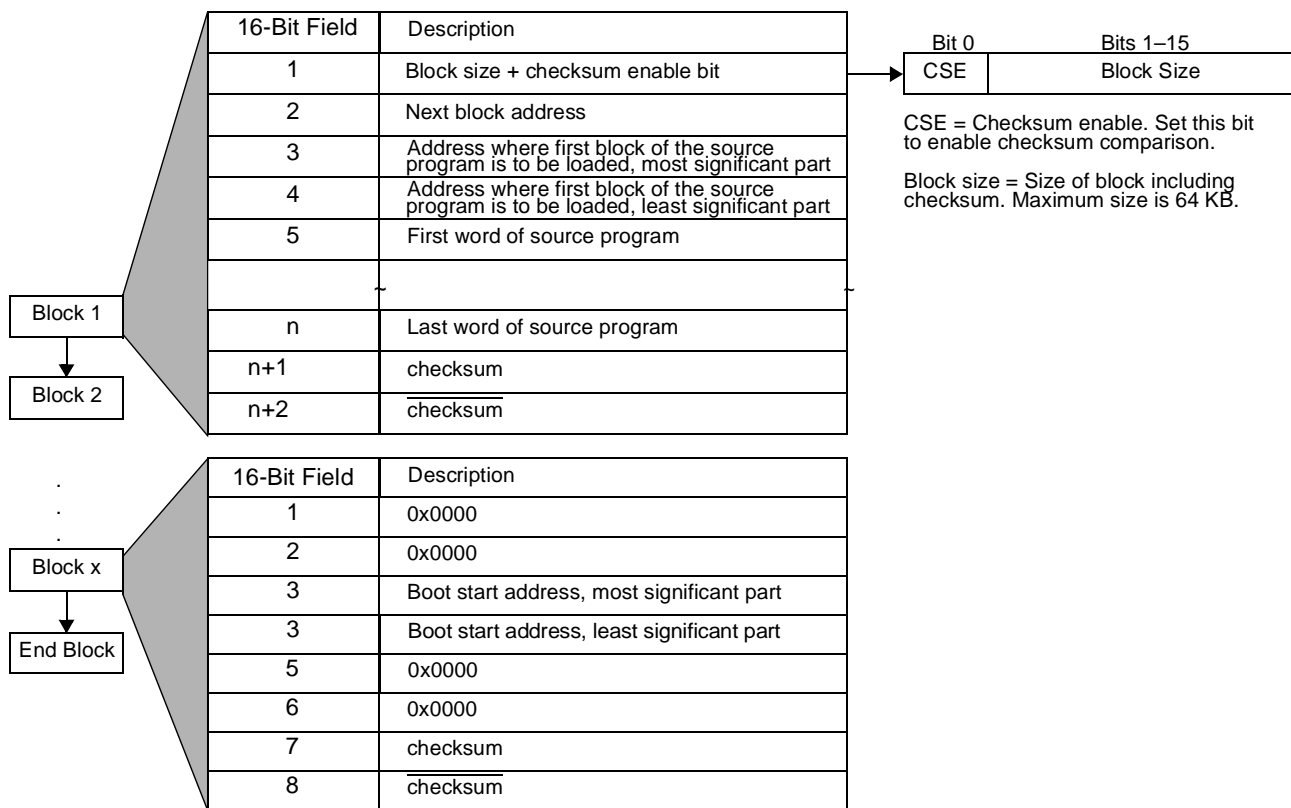 16-Bit Field Description
1 Block size + checksum enable bit
2 Next block address
3 Address where first block of the source
program is to be loaded, most significant part
4 Address where first block of the source
program is to be loaded, least significant part
5 First word of source program
~ ~
n Last word of source program
n+1 checksum
n+2 checksum
Bit 0 Bits 1–15
CSE Block Size
CSE = Checksum enable. Set this bit
to enable checksum comparison.
Block size = Size of block including
checksum. Maximum size is 64 KB.
Block 1
Block 2
.
.
.
Block x
End Block
16-Bit Field Description
1 0x0000
2 0x0000
3 Boot start address, most significant part
3 Boot start address, least significant part
5 0x0000
6 0x0000
7 checksum
8 checksum